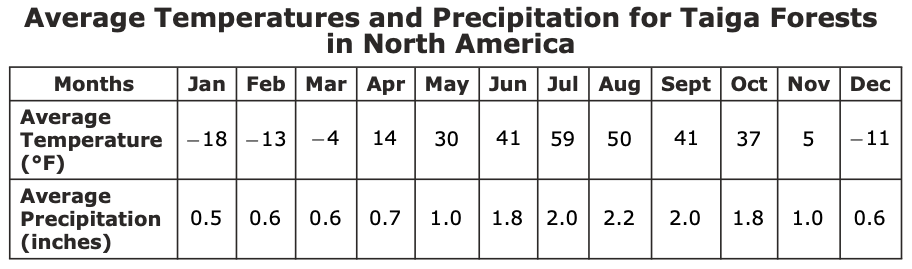 Average Temperatures and Precipitation for Taiga Forests
in North America
Months Jan Feb Mar Apr May Jun Jul Aug Sept Oct Nov Dec
Average
Temperature
(°F)
−18 −13 −4 14 30 41 59 50 41 37 5 −11
Average
Precipitation
(inches)
0.5 0.6 0.6 0.7 1.0 1.8 2.0 2.2 2.0 1.8 1.0 0.6